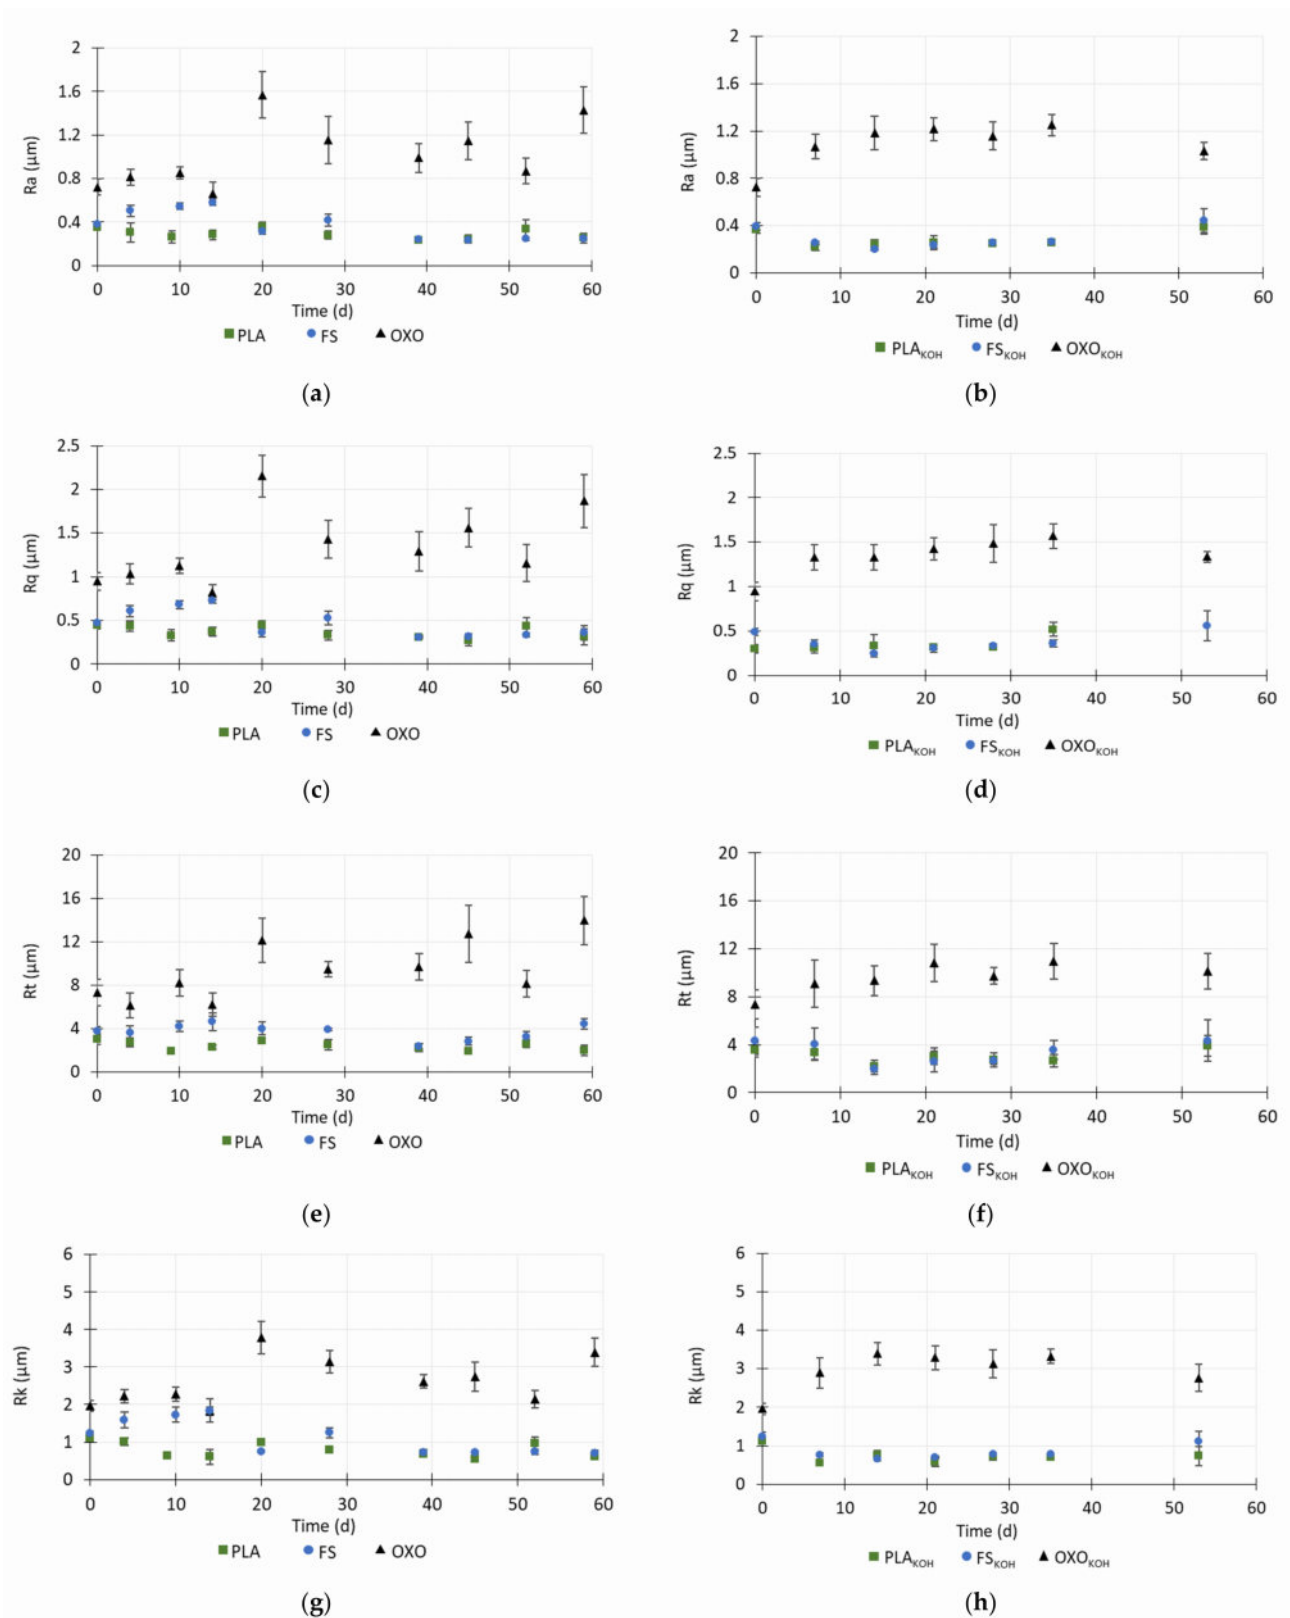 2
1.6
1.2
0.8
0.4
0
Ra (μm)
0 10 20 30 40 50 60
Time (d)
PLA FS OXO
(a)
2
1.6
1.2
0.8
0.4
0
Ra (μm)
0 10 20 30 40 50 60
Time (d)
PLAKOH FSKOH OXOKOH
(b)
2.5
2
1.5
1
0.5
0
Rq (μm)
0 10 20 30 40 50 60
Time (d)
PLA FS OXO
(c)
2.5
2
1.5
1
0.5
0
Rq (μm)
0 10 20 30 40 50 60
Time (d)
PLAKOH FSKOH OXOKOH
(d)
20
16
12
8
4
0
Rt (μm)
0 10 20 30 40 50 60
Time (d)
PLA FS OXO
(e)
20
16
12
8
4
0
Rt (μm)
0 10 20 30 40 50 60
Time (d)
PLAKOH FSKOH OXOKOH
(f)
6
5
4
3
2
1
0
Rk (μm)
0 10 20 30 40 50 60
Time (d)
PLA FS OXO
(g)
6
5
4
3
2
1
0
Rk (μm)
0 10 20 30 40 50 60
Time (d)
PLAKOH FSKOH OXOKOH
(h)